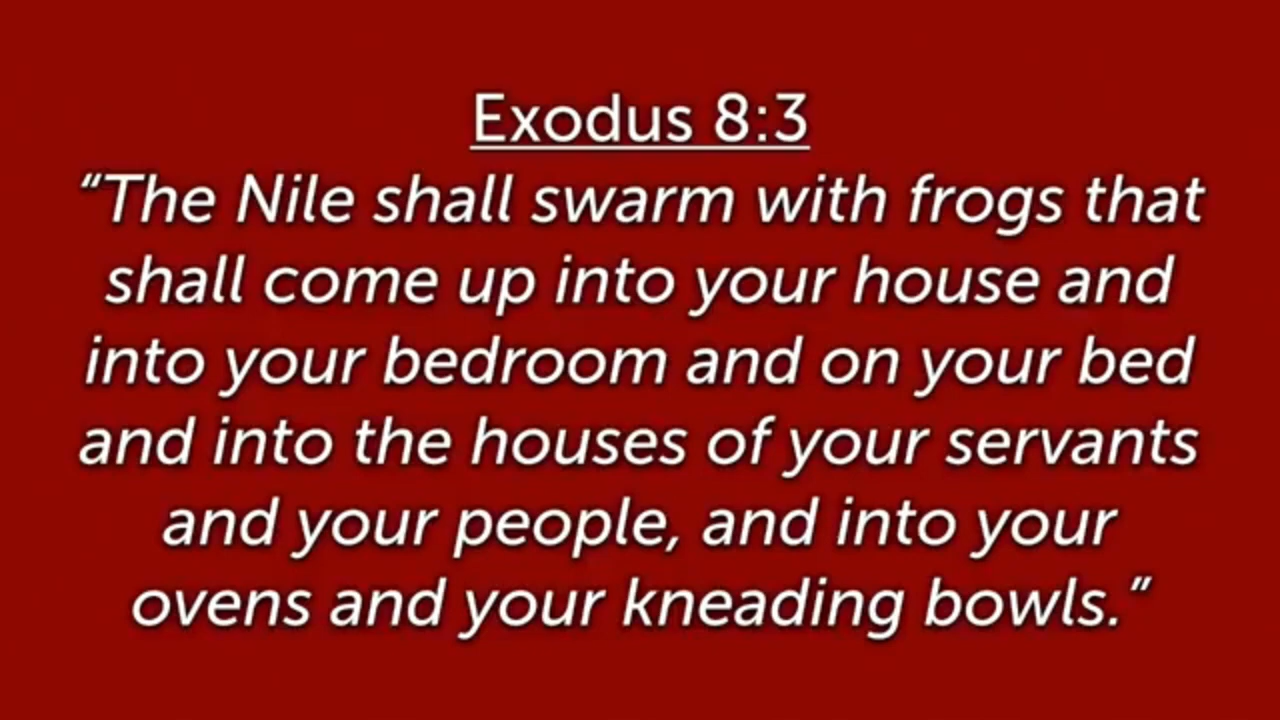 Exodus 8:3
“The Nile shall swarm with frogs that
shall come up into your house and
into your bedroom and on your bed
and into the houses of your servants
and your people, and into your
ovens and your kneading bowls.”